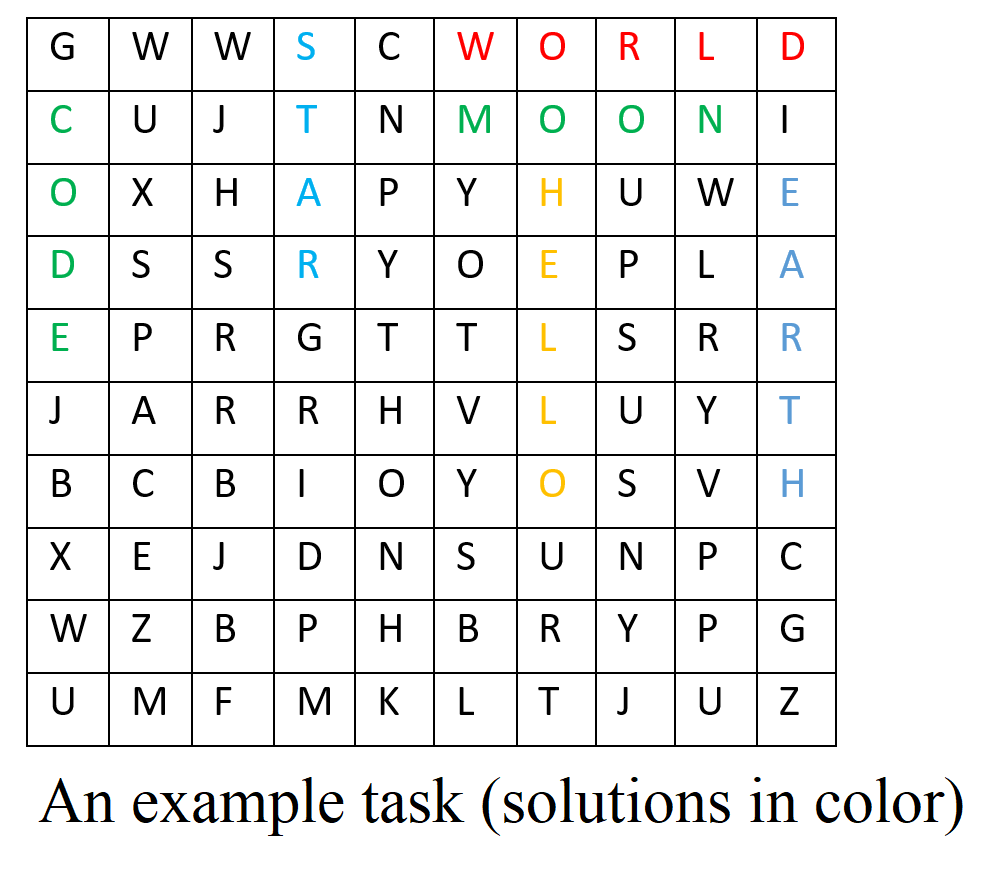 G W W S C W O R L D
C U J T N M O O N I
O X H A P Y H U W E
D S S R Y O E P L A
E P R G T T L S R R
J A R R H V L U Y T
B C B I O Y O S V H
X E J D N S U N P C
W Z B P H B R Y P G
U M F M K L T J U Z
An example task (solutions in color)